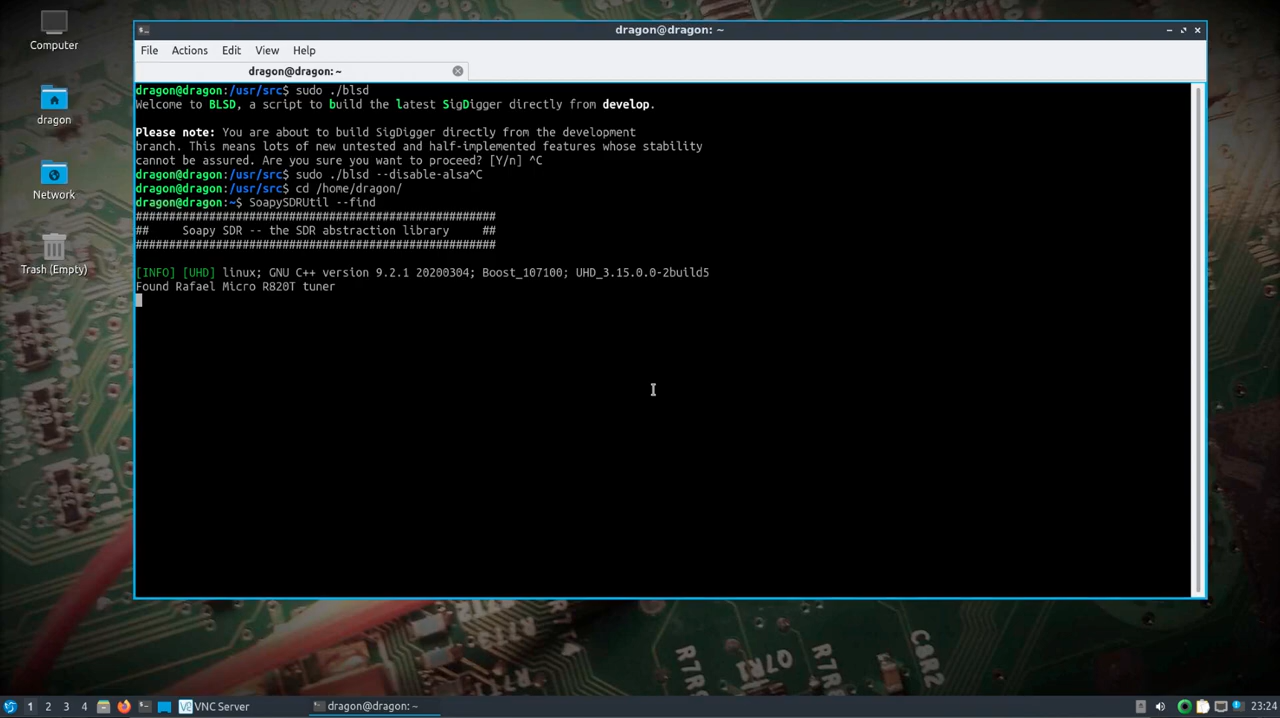 dragon@dragon: ~
File Actions Edit View Help
dragon@dragon: ~
dragon@dragon:/usr/src$ sudo ./blsd
Welcome to BLSD, a script to build the latest SigDigger directly from develop.
Please note: You are about to build SigDigger directly from the development
branch. This means lots of new untested and half-implemented features whose stability
cannot be assured. Are you sure you want to proceed? [Y/n] ^C
dragon@dragon:/usr/src$ sudo ./blsd --disable-alsa^C
dragon@dragon:/usr/src$ cd /home/dragon/
dragon@dragon:~$ SoapySDRUtil --find
######################################################
## Soapy SDR -- the SDR abstraction library ##
######################################################
[INFO] [UHD] linux; GNU C++ version 9.2.1 20200304; Boost_107100; UHD_3.15.0.0-2build5
Found Rafael Micro R820T tuner
Computer
dragon
Network
Trash (Empty)
C8R2
R7R
1 2 3 4 VNC Server dragon@dragon: ~ 23:24